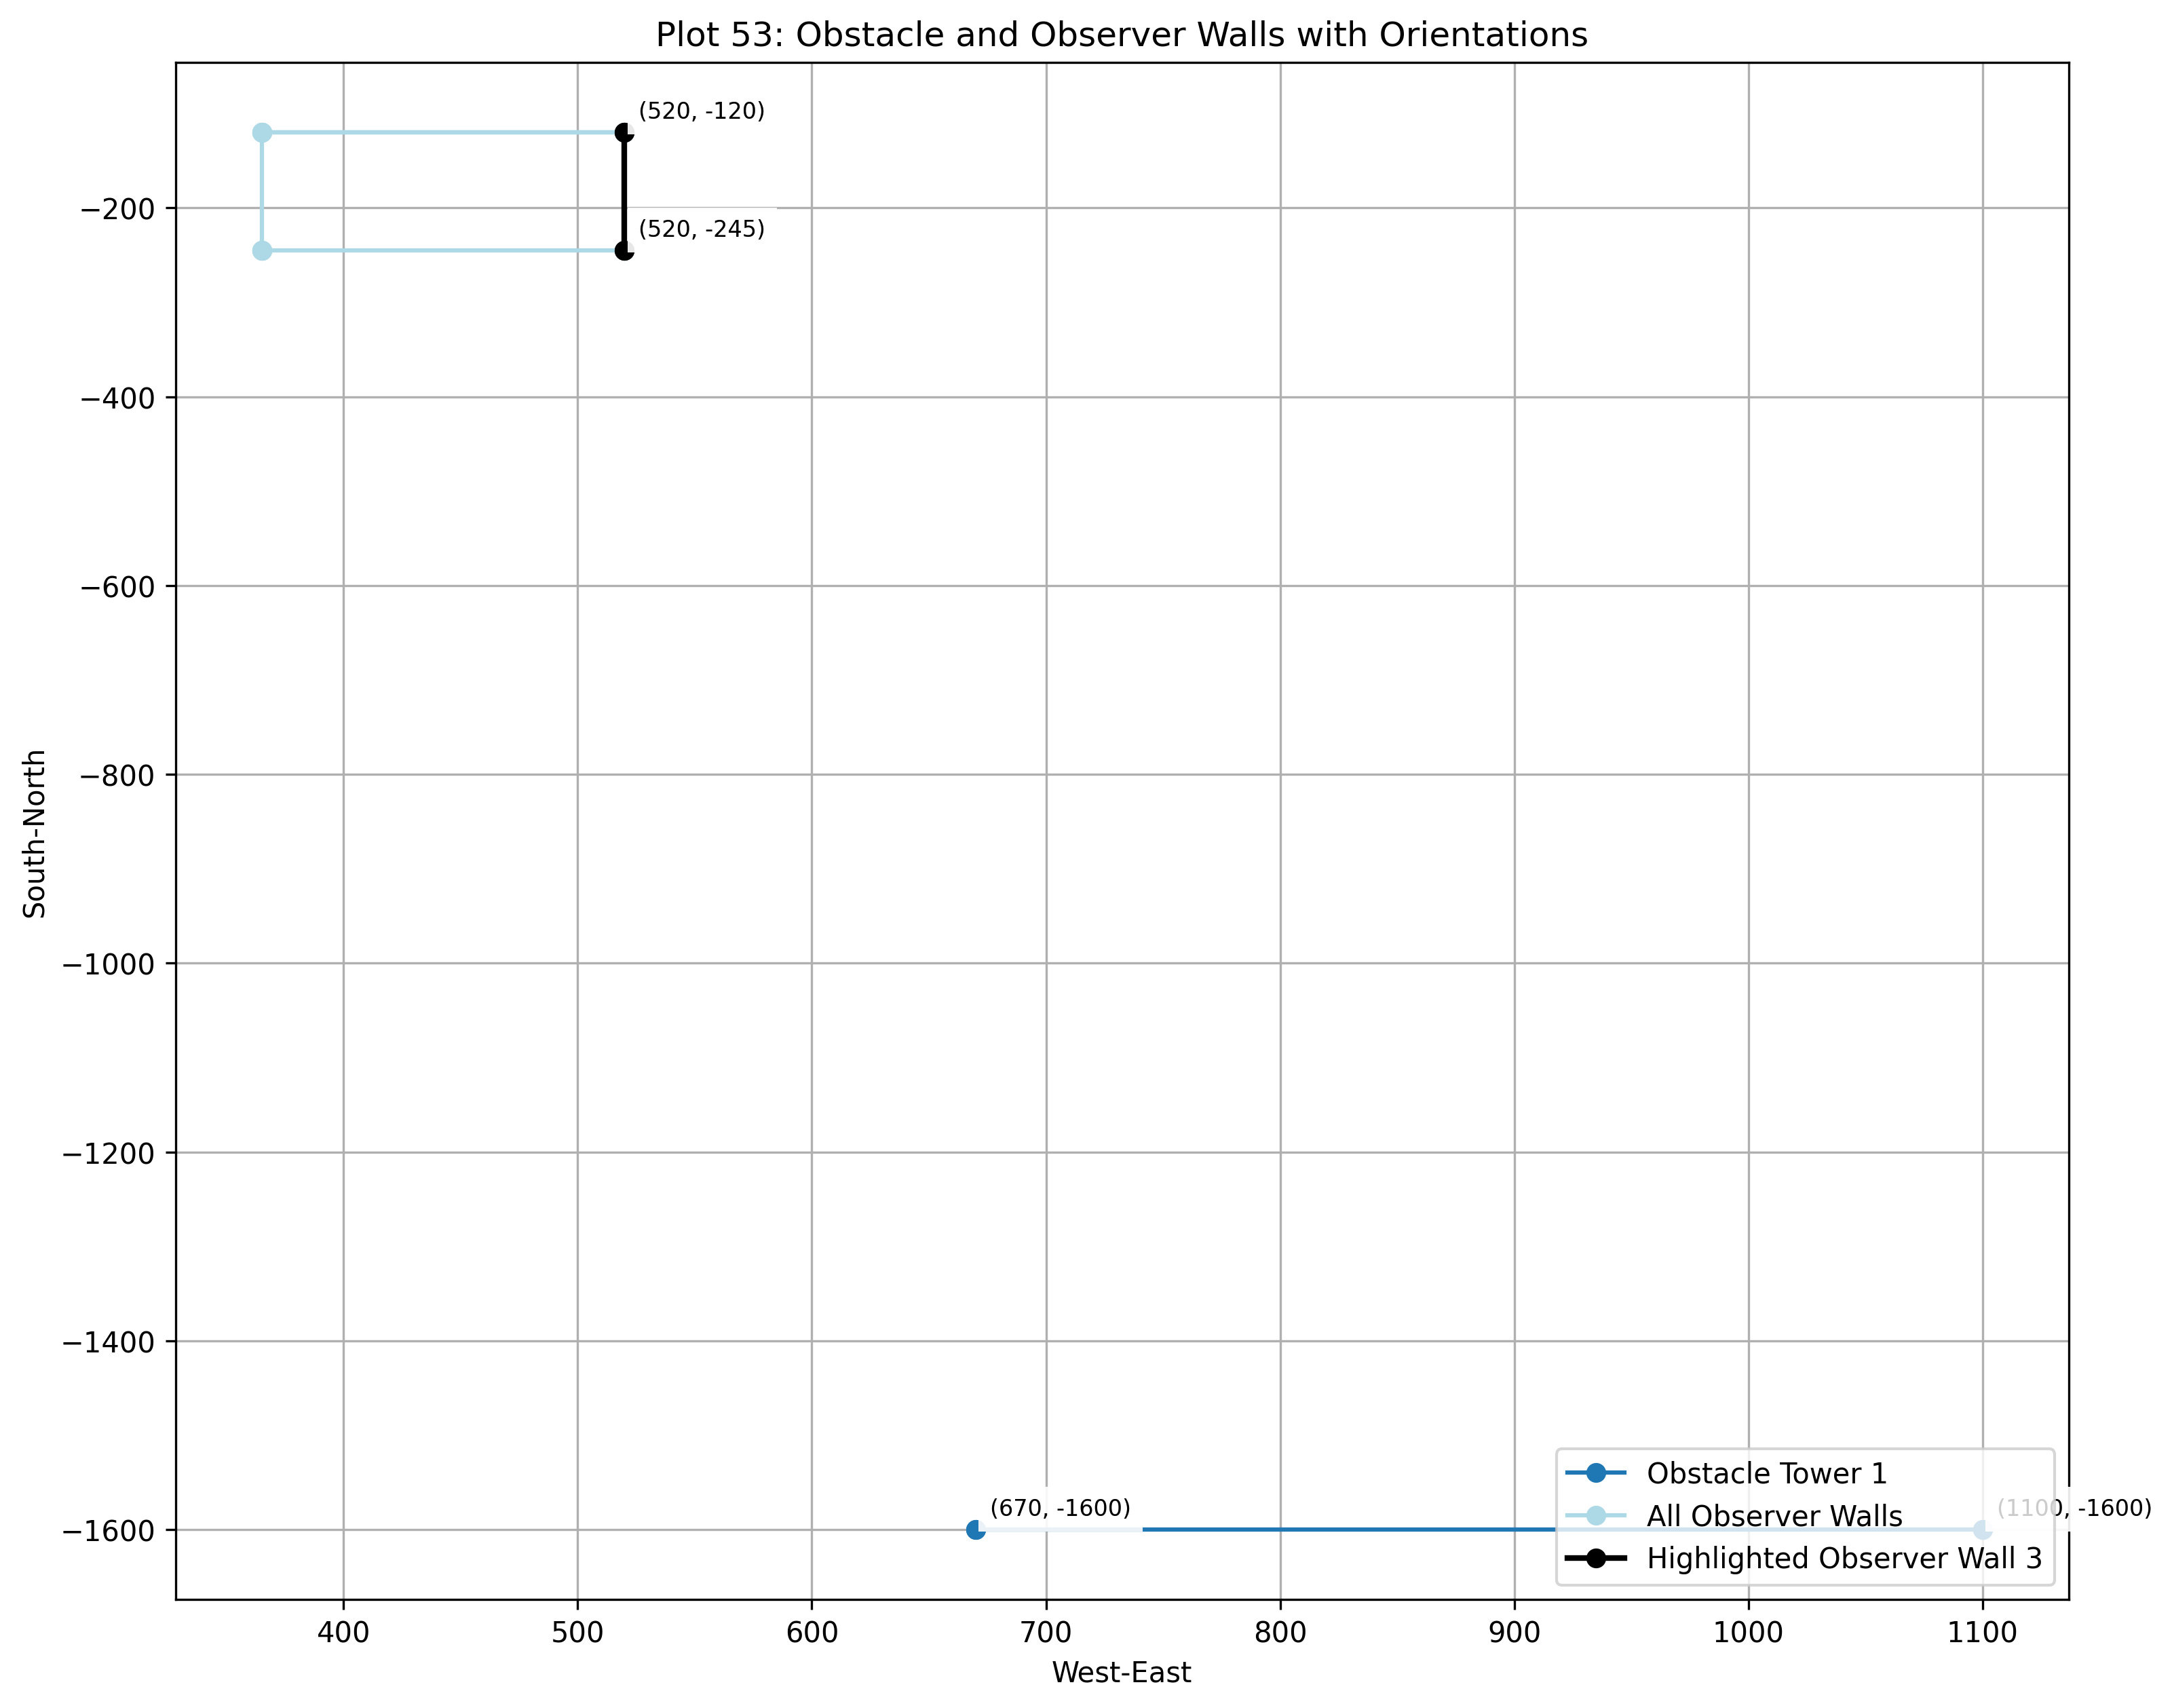 Plot 53: Obstacle and Observer Walls with Orientations
(520, -120)
−200
(520, -245)
−400
−600
−800
South-North
−1000
−1200
−1400
Obstacle Tower 1
(670, -1600)
(1100, -1600)
All Observer Walls
−1600
Highlighted Observer Wall 3
400 500 600 700 800 900 1000 1100
West-East